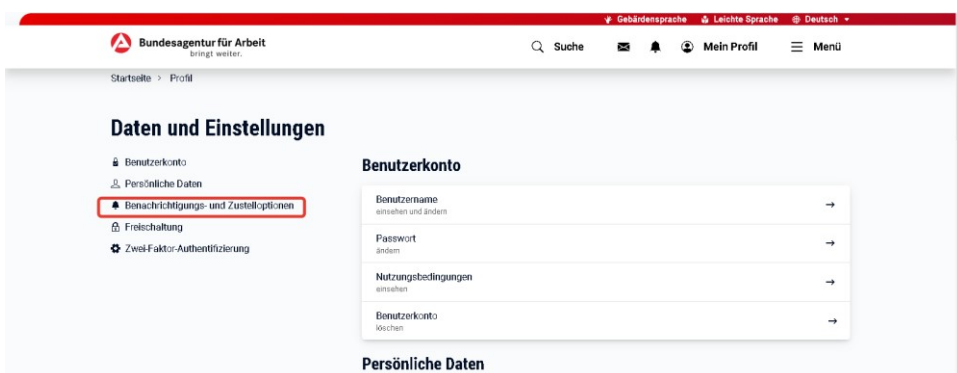 Gebärdensprache Leichte Sprache Deutsch
Bundesagentur für Arbeit
bringt weiter.
Suche Mein Profil Menü
Startseite > Profil
Daten und Einstellungen
Benutzerkonto
Persönliche Daten
Benachrichtigungs- und Zustelloptionen
Freischaltung
Zwei-Faktor-Authentifizierung
Benutzerkonto
Benutzername
einsehen und ändern
Passwort
ändern
Nutzungsbedingungen
einsehen
Benutzerkonto
löschen
Persönliche Daten